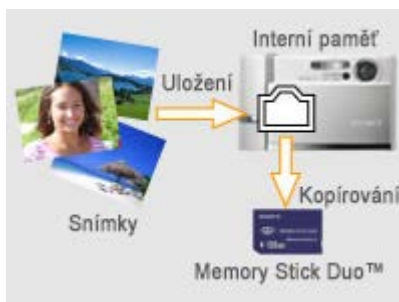 Interní paměť
Uložení
Kopírování
Snímky
Memory Stick Duo™